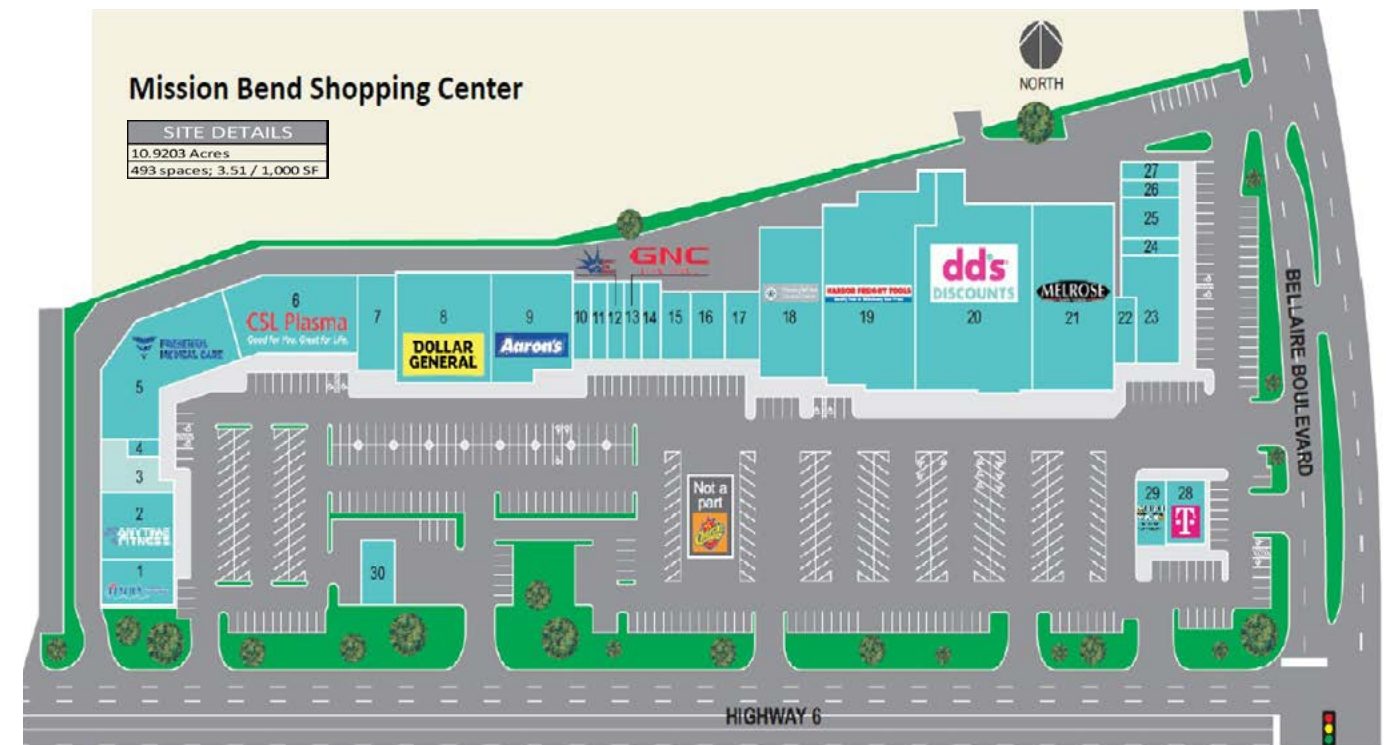 Mission Bend Shopping Center
SITE DETAILS
10.9203 Acres
493 spaces; 3.51 / 1,000 SF
NORTH
27
26
25
24
23
22
GNC
dd's
DISCOUNTS
MELROSE
HARBOR FREIGHT TOOLS
6
CSL Plasma
Good for You. Great for Life.
7
8
DOLLAR
GENERAL
9
Aaron's
10
11
12
13
14
15
16
17
18
19
20
21
FRESENIUS
MEDICAL CARE
5
4
3
2
ANYTIME
FITNESS
1
30
Not a
part
29
28
T
BELLAIRE BOULEVARD
HIGHWAY 6